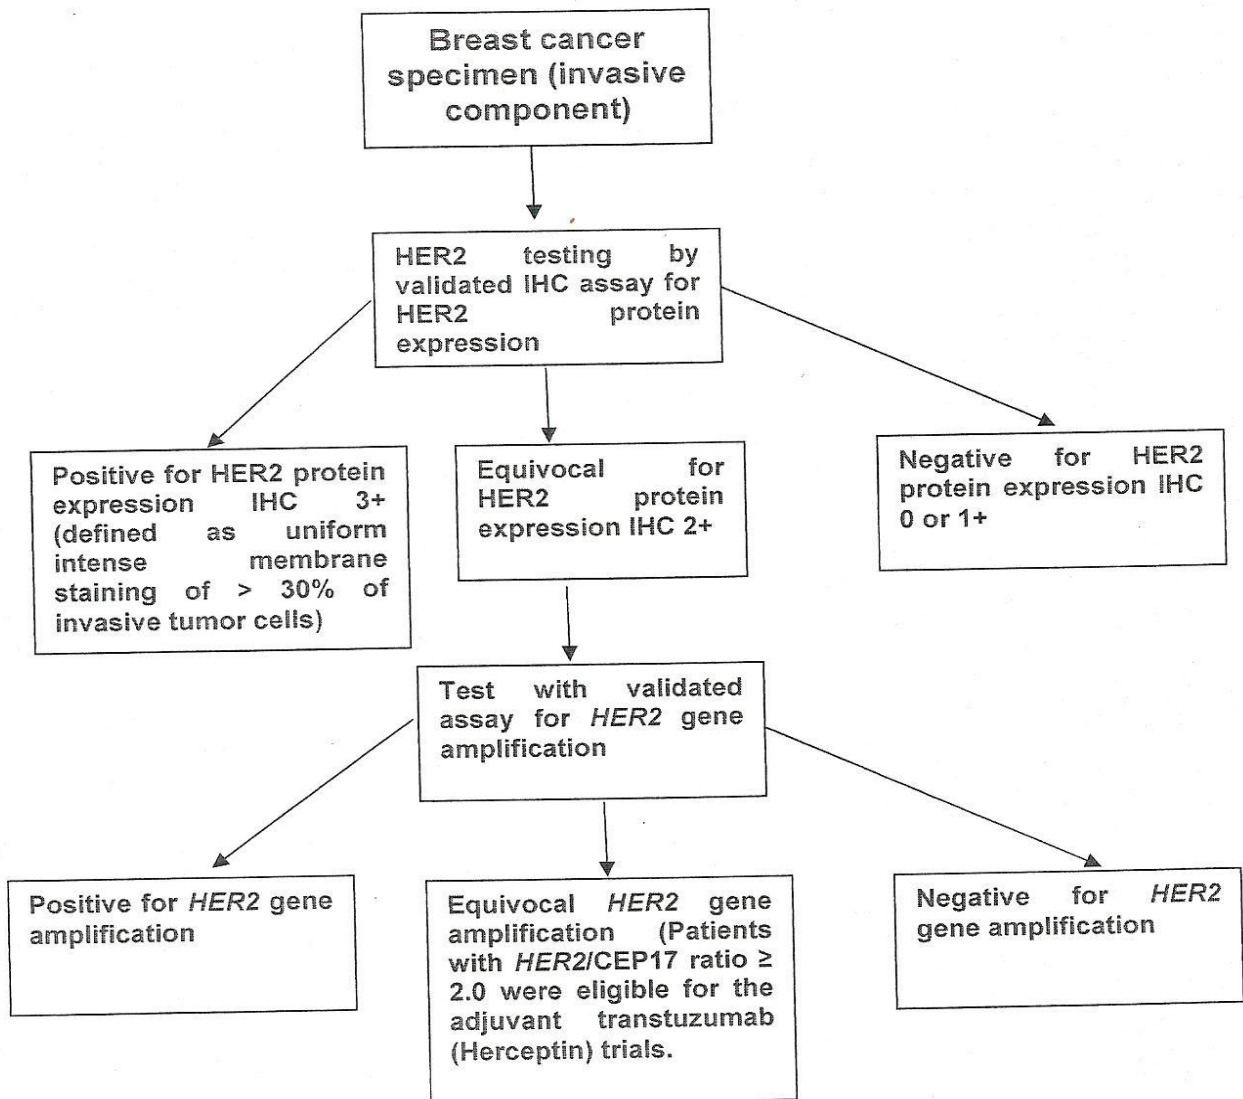 Breast cancer
specimen (invasive
component)
HER2 testing by
validated IHC assay for
HER2 protein
expression
Positive for HER2 protein
expression IHC 3+
(defined as uniform
intense membrane
staining of > 30% of
invasive tumor cells)
Equivocal for
HER2 protein
expression IHC 2+
Negative for HER2
protein expression IHC
0 or 1+
Test with validated
assay for HER2 gene
amplification
Positive for HER2 gene
amplification
Equivocal HER2 gene
amplification (Patients
with HER2/CEP17 ratio ≥
2.0 were eligible for the
adjuvant transtuzumab
(Herceptin) trials.
Negative for HER2
gene amplification